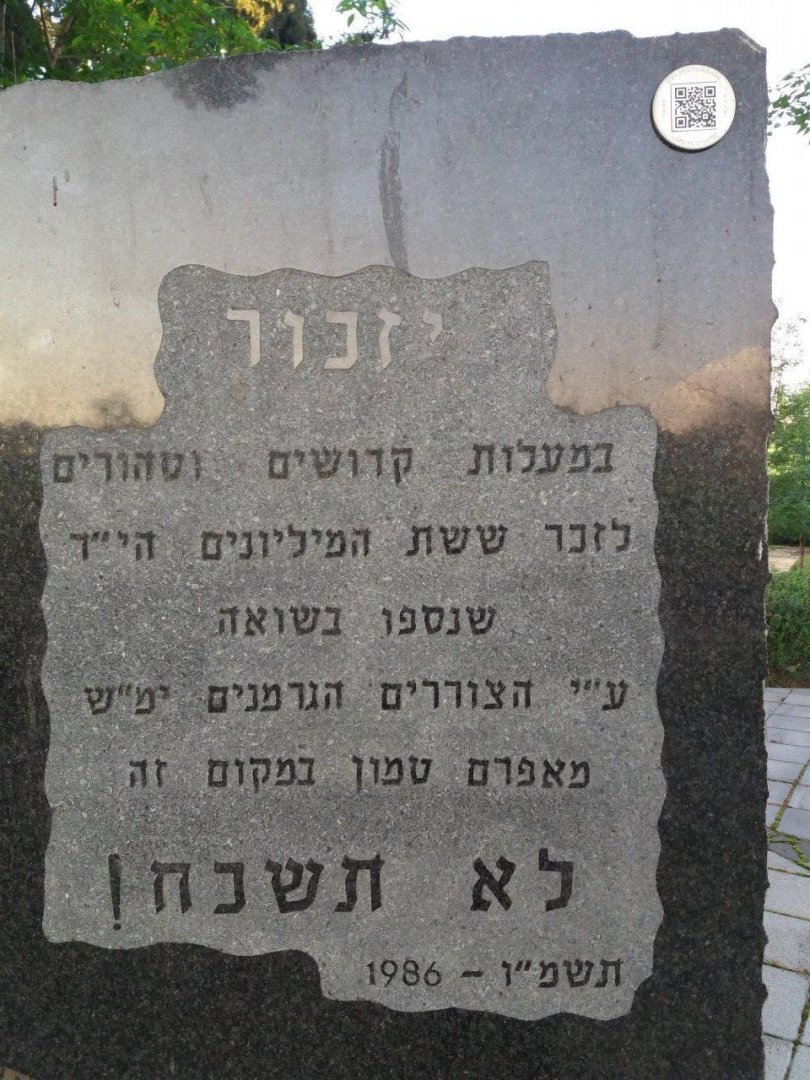 יזכור
במעלות קדושים וטהורים
לזכר ששת המיליונים הי״ד
שנספו בשואה
ע״י הצוררים הגרמנים ימ״ש
מאפרם טמון במקום זה
לא תשכח!
תשמ״ו - 1986